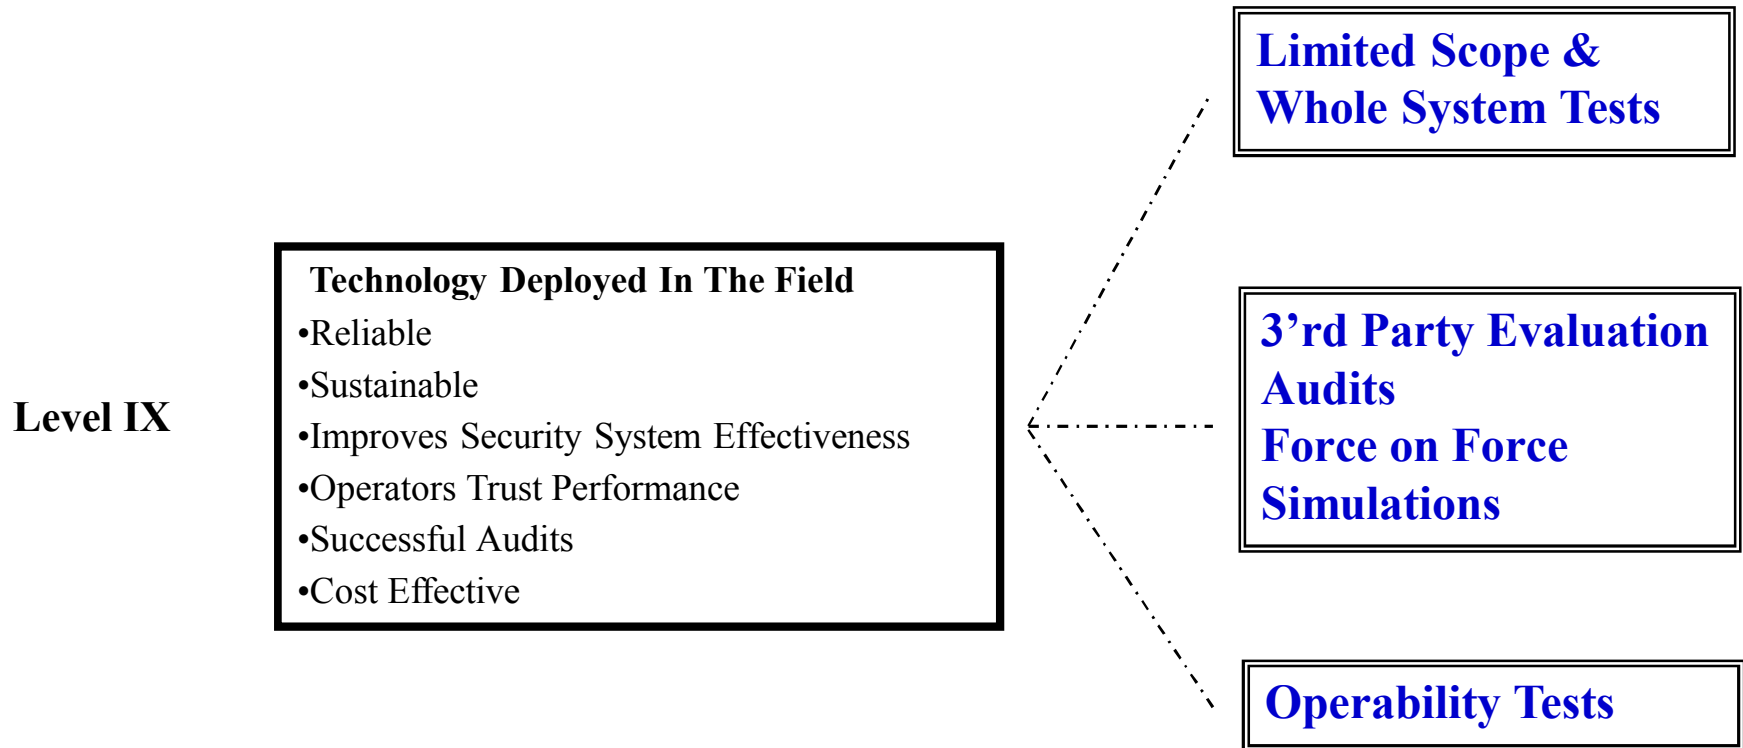 Level IX
Technology Deployed In The Field
•Reliable
•Sustainable
•Improves Security System Effectiveness
•Operators Trust Performance
•Successful Audits
•Cost Effective
Limited Scope &
Whole System Tests
3’rd Party Evaluation
Audits
Force on Force
Simulations
Operability Tests